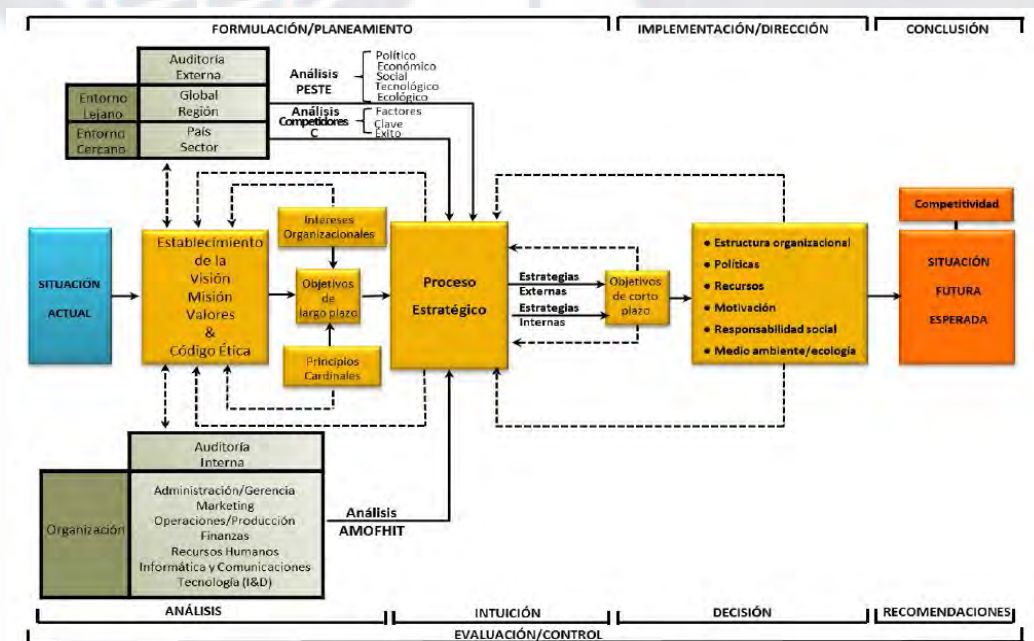 FORMULACIÓN/PLANEAMIENTO
IMPLEMENTACIÓN/DIRECCIÓN
CONCLUSIÓN
Auditoría
Externa
Entorno
Lejano
Global
Región
Entorno
Cercano
País
Sector
Análisis
PESTE
Político
Económico
Social
Tecnológico
Ecológico
Análisis
Competidores
C
Factores
Clave
Éxito
SITUACIÓN
ACTUAL
Establecimiento
de la
Visión
Misión
Valores
&
Código Ética
Intereses
Organizacionales
Objetivos
de
largo plazo
Principios
Cardinales
Proceso
Estratégico
Estrategias
Externas
Estrategias
Internas
Objetivos
de corto
plazo
• Estructura organizacional
• Políticas
• Recursos
• Motivación
• Responsabilidad social
• Medio ambiente/ecología
Competitividad
SITUACIÓN
FUTURA
ESPERADA
Auditoría
Interna
Organización
Administración/Gerencia
Marketing
Operaciones/Producción
Finanzas
Recursos Humanos
Informática y Comunicaciones
Tecnología (I&D)
Análisis
AMOFHIT
ANÁLISIS
INTUICIÓN
DECISIÓN
RECOMENDACIONES
EVALUACIÓN/CONTROL